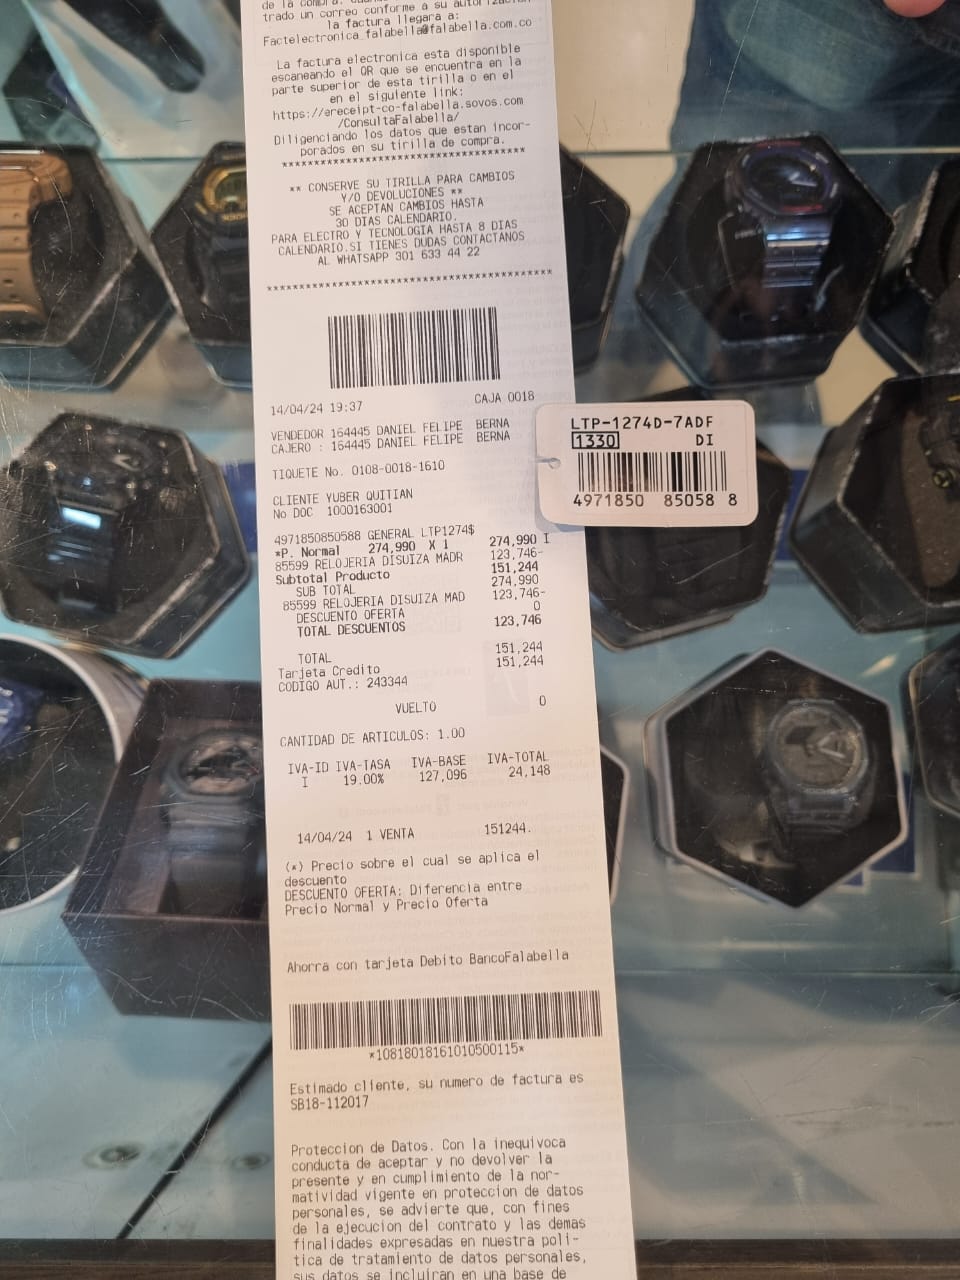 de la compra. Cuando
trado un correo conforme a su autorizacion
la factura llegara a:
Factelectronica_falabella@falabella.com.co
La factura electronica esta disponible
escaneando el QR que se encuentra en la
parte superior de esta tirilla o en el
en el siguiente link:
https://ereceipt-co-falabella.sovos.com
/ConsultaFalabella/
Diligenciando los datos que estan incor-
porados en su tirilla de compra.
****************************************
** CONSERVE SU TIRILLA PARA CAMBIOS
Y/O DEVOLUCIONES **
SE ACEPTAN CAMBIOS HASTA
30 DIAS CALENDARIO.
PARA ELECTRO Y TECNOLOGIA HASTA 8 DIAS
CALENDARIO.SI TIENES DUDAS CONTACTANOS
AL WHATSAPP 301 633 44 22
****************************************
14/04/24 19:37 CAJA 0018
VENDEDOR 164445 DANIEL FELIPE BERNA
CAJERO : 164445 DANIEL FELIPE BERNA
TIQUETE No. 0108-0018-1610
CLIENTE YUBER QUITIAN
No DOC 1000163001
4971850850588 GENERAL LTP1274$ 274,990 I
*P. Normal 274,990 X 1
85599 RELOJERIA DISUIZA MADR 123,746-
Subtotal Producto 151,244
SUB TOTAL 274,990
85599 RELOJERIA DISUIZA MAD 123,746-
DESCUENTO OFERTA 0
TOTAL DESCUENTOS 123,746
TOTAL 151,244
Tarjeta Credito 151,244
CODIGO AUT.: 243344
VUELTO 0
CANTIDAD DE ARTICULOS: 1.00
IVA-ID IVA-TASA IVA-BASE IVA-TOTAL
I 19.00% 127,096 24,148
14/04/24 1 VENTA 151244.
(*) Precio sobre el cual se aplica el
descuento
DESCUENTO OFERTA: Diferencia entre
Precio Normal y Precio Oferta
Ahorra con tarjeta Debito BancoFalabella
*10818018161010500115*
Estimado cliente, su numero de factura es
SB18-112017
Proteccion de Datos. Con la inequivoca
conducta de aceptar y no devolver la
presente y en cumplimiento de la nor-
matividad vigente en proteccion de datos
personales, se advierte que, con fines
de la ejecucion del contrato y las demas
finalidades expresadas en nuestra poli-
tica de tratamiento de datos personales,
sus datos se incluiran en una base de
LTP-1274D-7ADF
1330 DI
4971850 85058 8